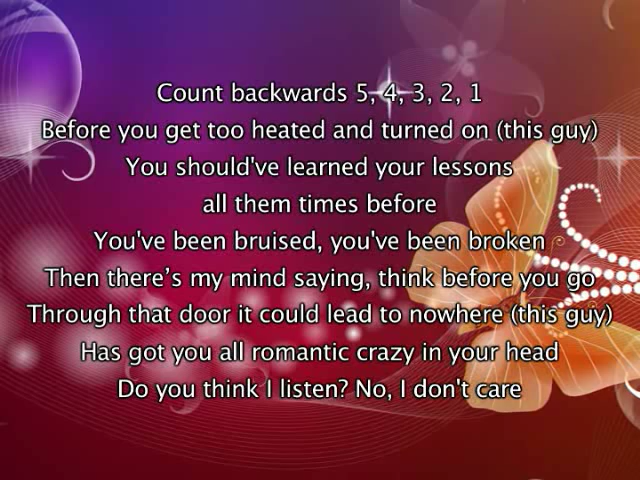 Count backwards 5, 4, 3, 2, 1
Before you get too heated and turned on (this guy)
You should've learned your lessons
all them times before
You've been bruised, you've been broken
Then there’s my mind saying, think before you go
Through that door it could lead to nowhere (this guy)
Has got you all romantic crazy in your head
Do you think I listen? No, I don't care